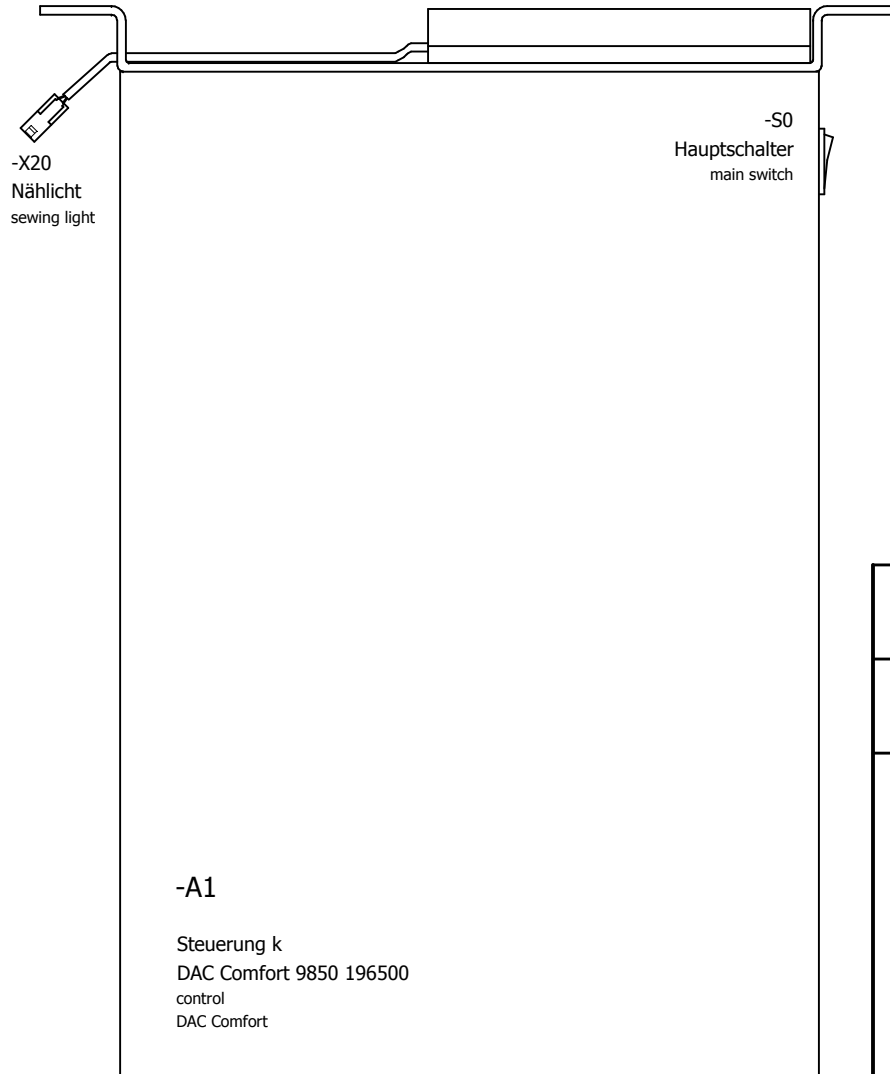 -S0
Hauptschalter
main switch
-X20
Nählicht
sewing light
-A1
Steuerung k
DAC Comfort 9850 196500
control
DAC Comfort